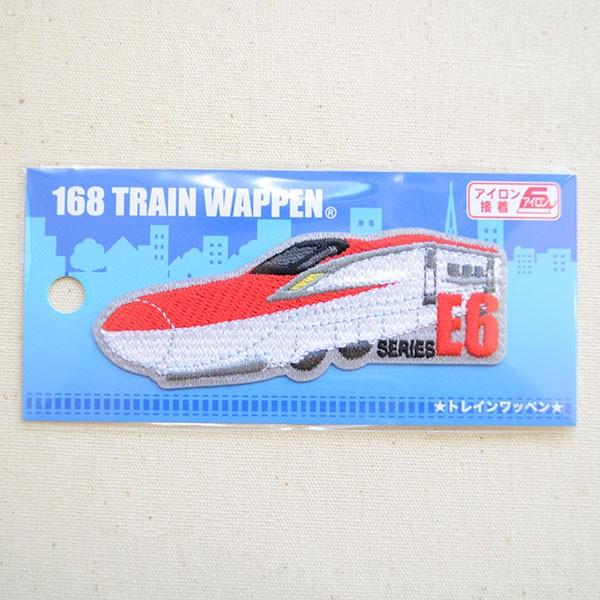 168 TRAIN WAPPEN®
アイロン
接着
アイロン
SERIES E6
★トレインワッペン★